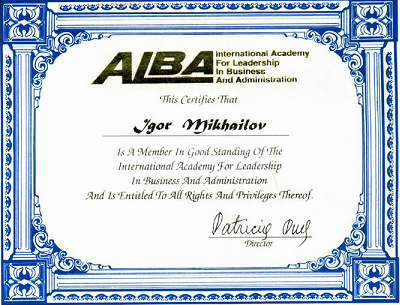 AILBA
International Academy
For Leadership
In Business
And Administration
This Certifies That
Igor Mikhailov
Is A Member In Good Standing Of The
International Academy For Leadership
In Business And Administration
And Is Entitled To All Rights And Privileges Thereof.
Patricia
Director